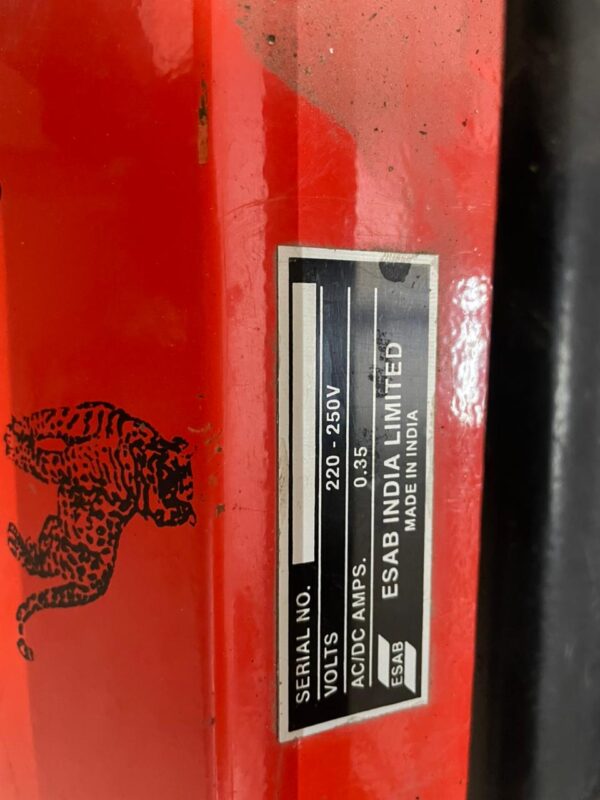 SERIAL NO.
VOLTS 220 - 250V
AC/DC AMPS. 0.35
ESAB ESAB INDIA LIMITED
MADE IN INDIA